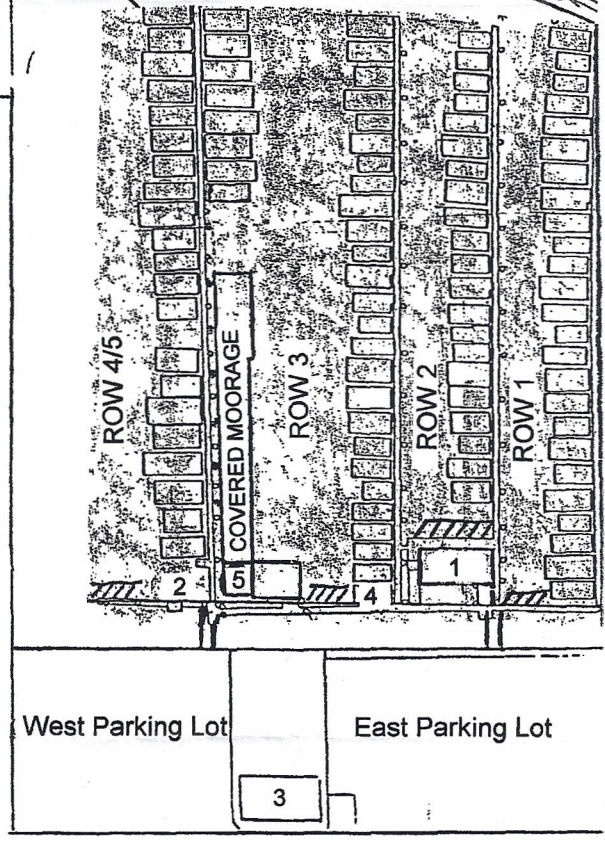 ROW 4/5
COVERED MOORAGE
ROW 3
ROW 2
ROW 1
2
5
4
1
West Parking Lot
East Parking Lot
3